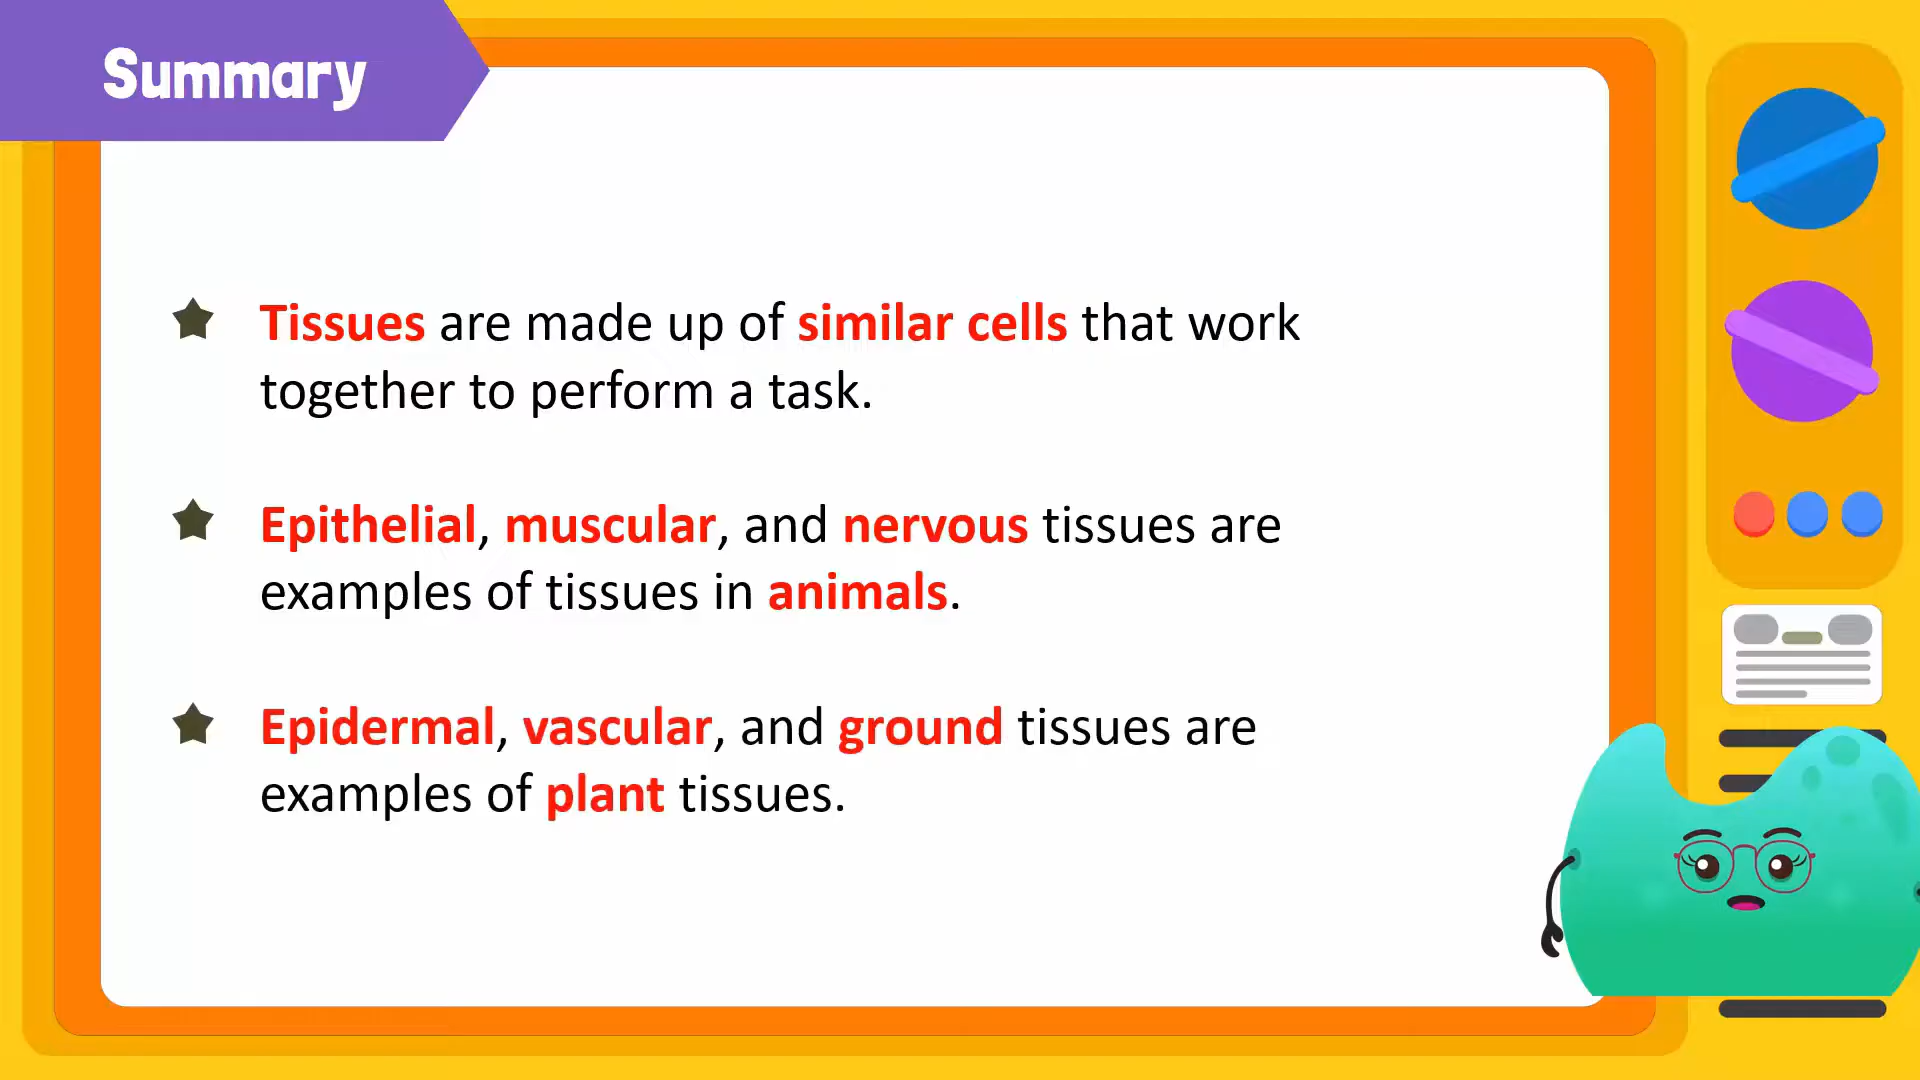 Summary
Tissues are made up of similar cells that work
together to perform a task.
Epithelial, muscular, and nervous tissues are
examples of tissues in animals.
Epidermal, vascular, and ground tissues are
examples of plant tissues.